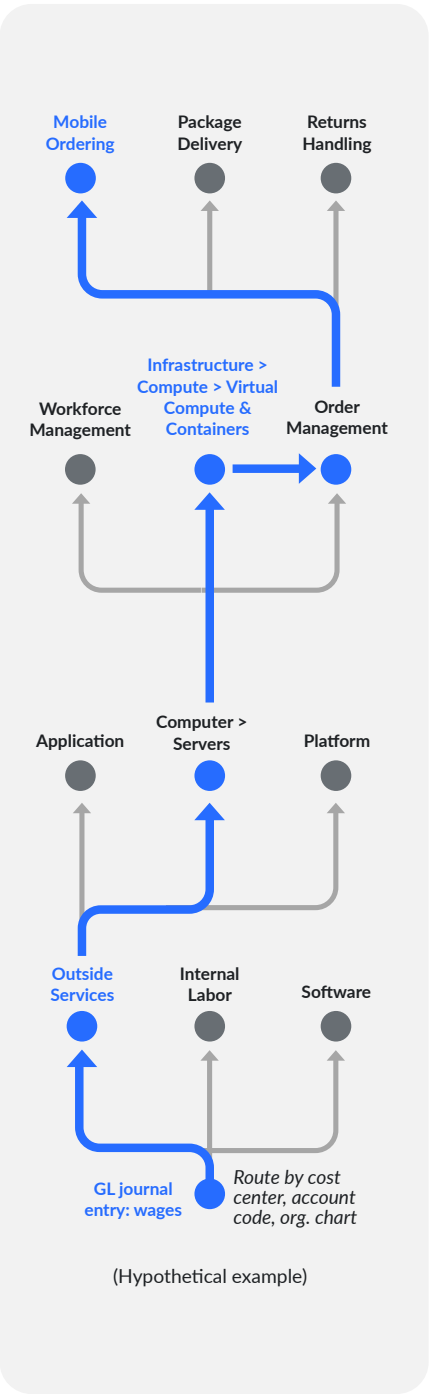 Mobile
Ordering
Package
Delivery
Returns
Handling
Infrastructure >
Compute > Virtual
Compute &
Containers
Workforce
Management
Order
Management
Computer >
Servers
Application
Platform
Outside
Services
Internal
Labor
Software
GL journal
entry: wages
Route by cost
center, account
code, org. chart
(Hypothetical example)